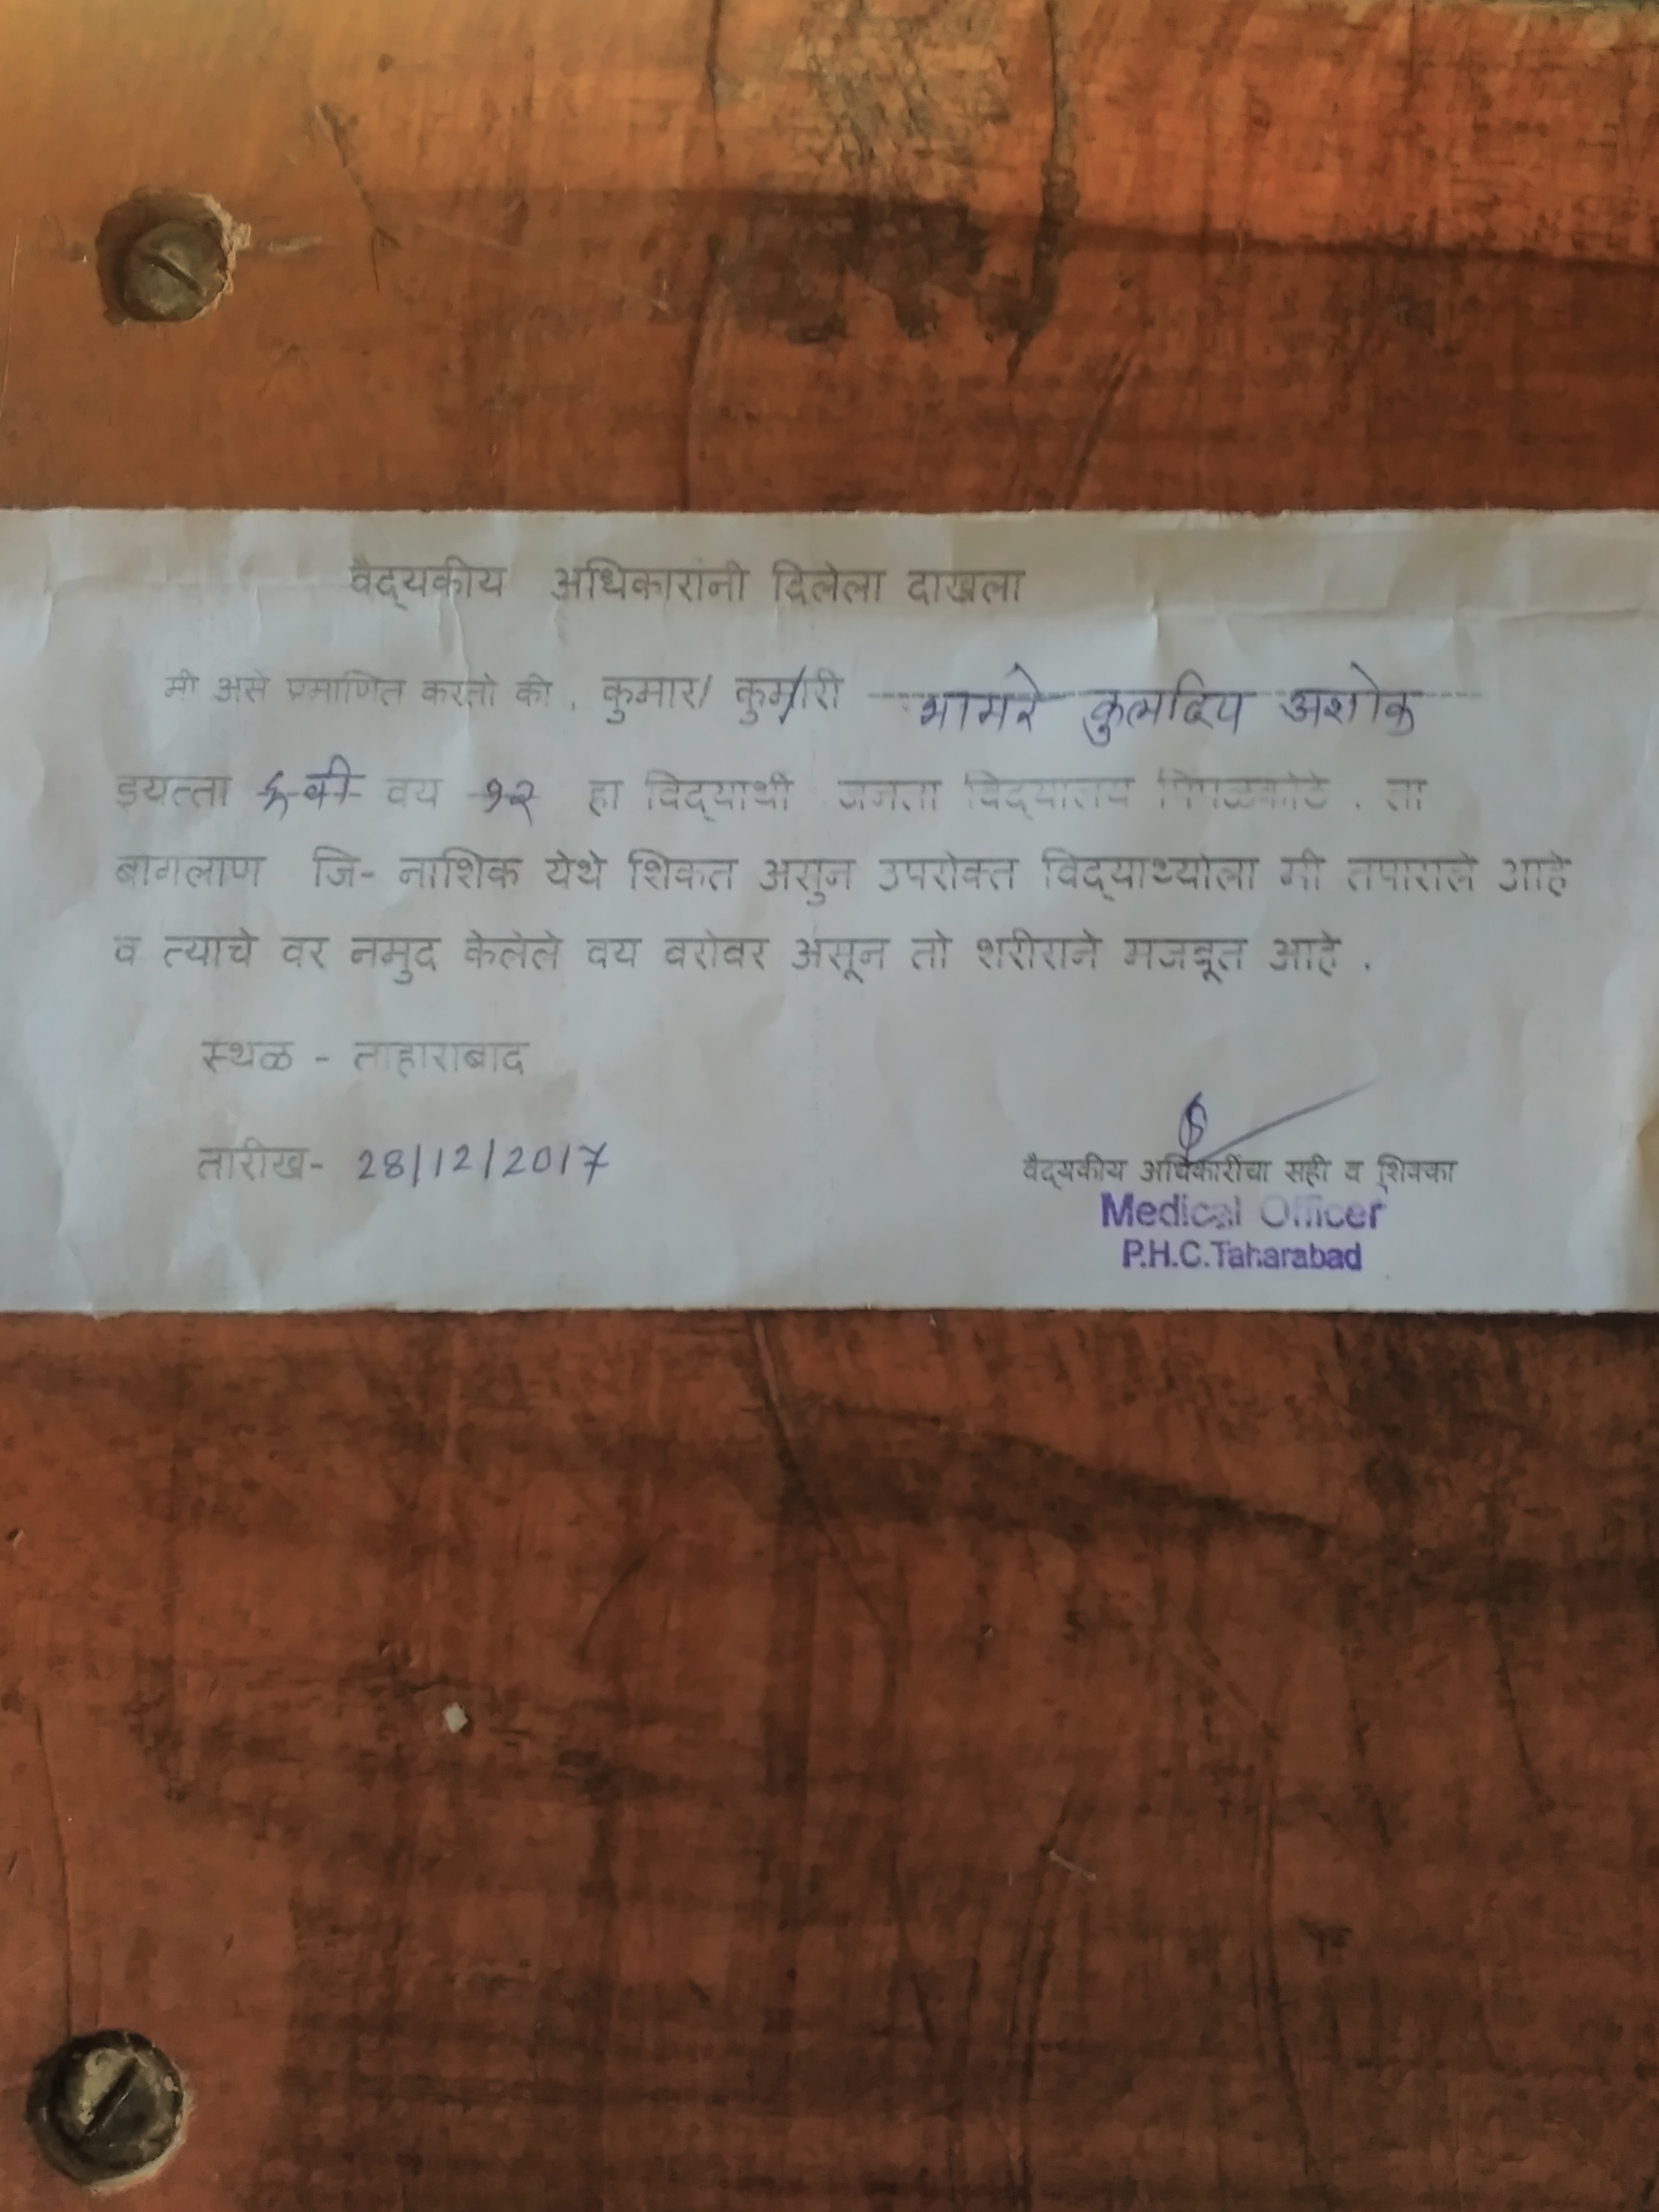 वैद्यकीय अधिकारांनी दिलेला दाखला
मी असे प्रमाणित करतो की , कुमार/ कुमारी भामरे कुलदिप अशोक
इयत्ता ६ वी वय १२ हा विद्यार्थी जनता विद्यालय पिंपळकोठे . ता
बागलाण जि- नाशिक येथे शिकत असुन उपरोक्त विद्यार्थ्याला मी तपासले आहे
व त्याचे वर नमुद केलेले वय बरोबर असून तो शरीराने मजबूत आहे .
स्थळ - ताहाराबाद
तारीख- 28/12/2017
वैद्यकीय अधिकारींचा सही व शिक्का
Medical Officer
P.H.C.Taharabad